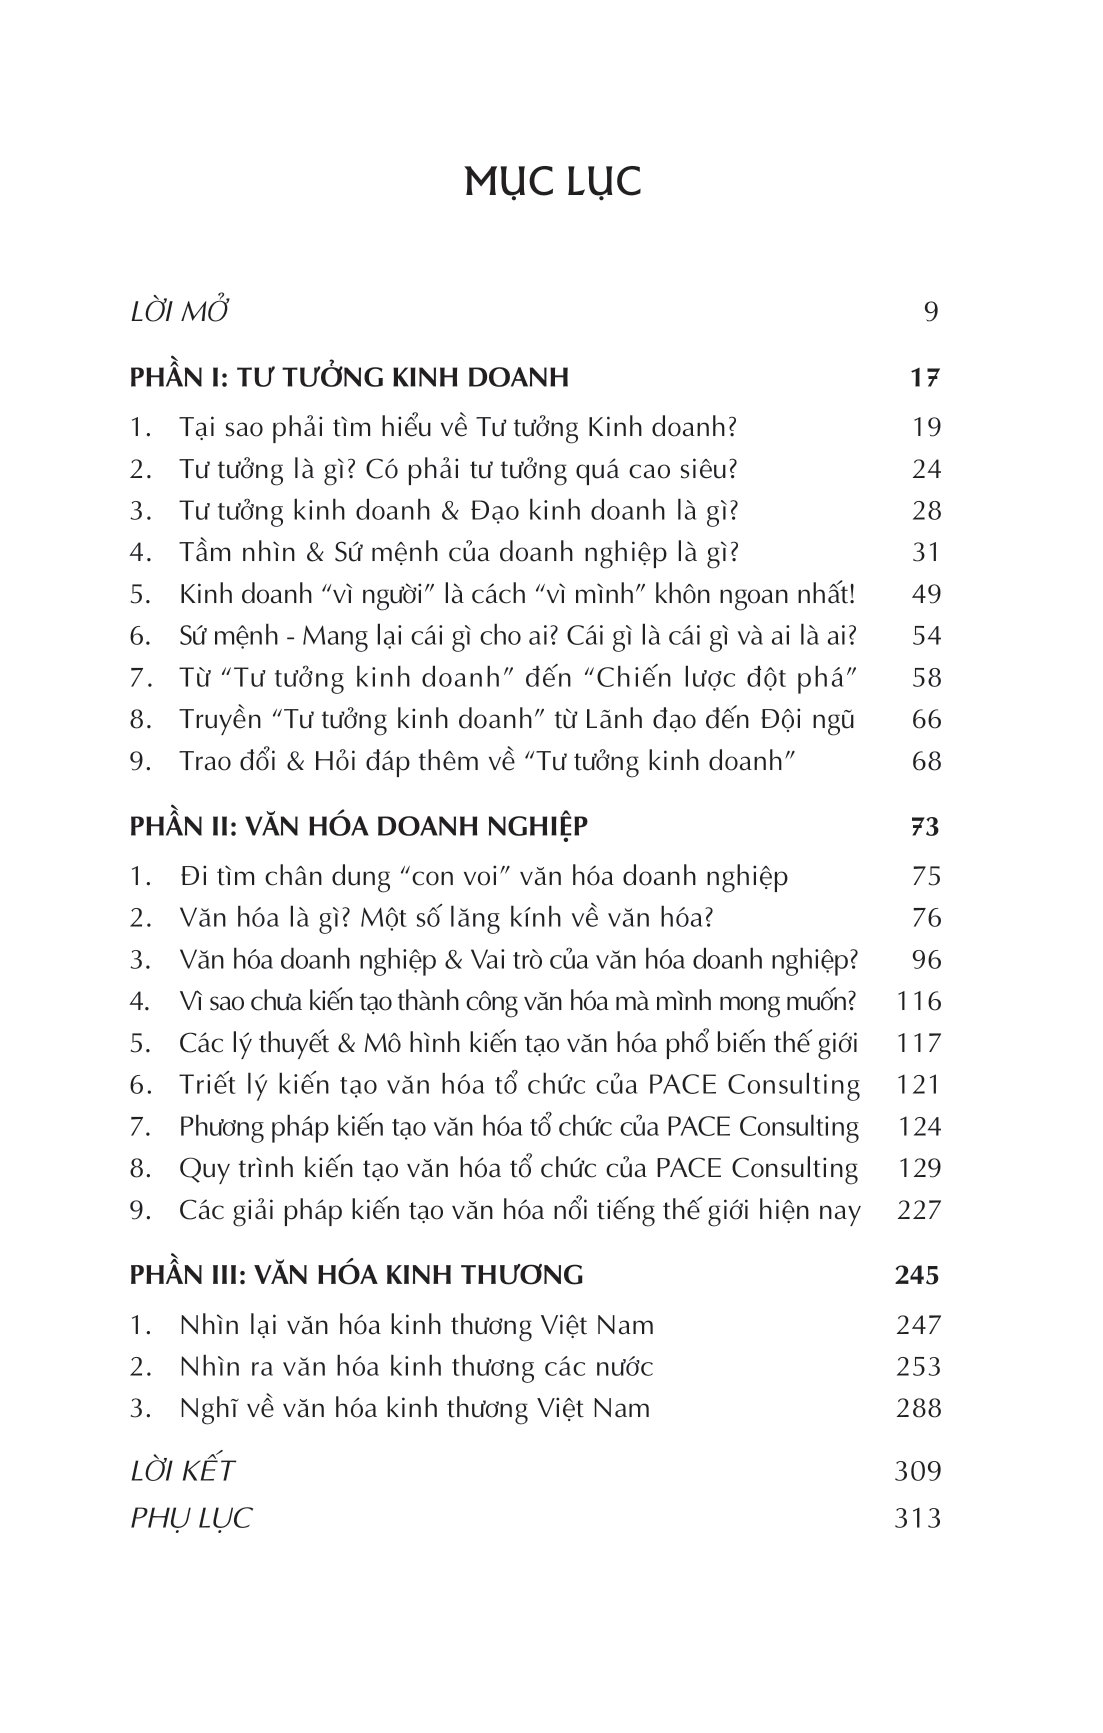 MỤC LỤC
LỜI MỞ 9
PHẦN I: TƯ TƯỞNG KINH DOANH 17
1. Tại sao phải tìm hiểu về Tư tưởng Kinh doanh? 19
2. Tư tưởng là gì? Có phải tư tưởng quá cao siêu? 24
3. Tư tưởng kinh doanh & Đạo kinh doanh là gì? 28
4. Tầm nhìn & Sứ mệnh của doanh nghiệp là gì? 31
5. Kinh doanh “vì người” là cách “vì mình” khôn ngoan nhất! 49
6. Sứ mệnh - Mang lại cái gì cho ai? Cái gì là cái gì và ai là ai? 54
7. Từ “Tư tưởng kinh doanh” đến “Chiến lược đột phá” 58
8. Truyền “Tư tưởng kinh doanh” từ Lãnh đạo đến Đội ngũ 66
9. Trao đổi & Hỏi đáp thêm về “Tư tưởng kinh doanh” 68
PHẦN II: VĂN HÓA DOANH NGHIỆP 73
1. Đi tìm chân dung “con voi” văn hóa doanh nghiệp 75
2. Văn hóa là gì? Một số lăng kính về văn hóa? 76
3. Văn hóa doanh nghiệp & Vai trò của văn hóa doanh nghiệp? 96
4. Vì sao chưa kiến tạo thành công văn hóa mà mình mong muốn? 116
5. Các lý thuyết & Mô hình kiến tạo văn hóa phổ biến thế giới 117
6. Triết lý kiến tạo văn hóa tổ chức của PACE Consulting 121
7. Phương pháp kiến tạo văn hóa tổ chức của PACE Consulting 124
8. Quy trình kiến tạo văn hóa tổ chức của PACE Consulting 129
9. Các giải pháp kiến tạo văn hóa nổi tiếng thế giới hiện nay 227
PHẦN III: VĂN HÓA KINH THƯƠNG 245
1. Nhìn lại văn hóa kinh thương Việt Nam 247
2. Nhìn ra văn hóa kinh thương các nước 253
3. Nghĩ về văn hóa kinh thương Việt Nam 288
LỜI KẾT 309
PHỤ LỤC 313